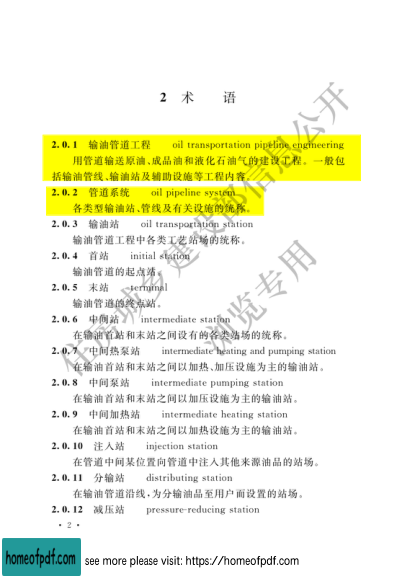 2 术 语
2.0.1 输油管道工程 oil transportation pipeline engineering
用管道输送原油、成品油和液化石油气的建设工程。一般包
括输油管线、输油站及辅助设施等工程内容。
2.0.2 管道系统 oil pipeline system
各类型输油站、管线及有关设施的统称。
2.0.3 输油站 oil transportation station
输油管道工程中各类工艺站场的统称。
2.0.4 首站 initial station
输油管道的起点站。
2.0.5 末站 terminal
输油管道的终点站。
2.0.6 中间站 intermediate station
在输油首站和末站之间设有的各类站场的统称。
2.0.7 中间热泵站 intermediate heating and pumping station
在输油首站和末站之间以加热、加压设施为主的输油站。
2.0.8 中间泵站 intermediate pumping station
在输油首站和末站之间以加压设施为主的输油站。
2.0.9 中间加热站 intermediate heating station
在输油首站和末站之间以加热设施为主的输油站。
2.0.10 注入站 injection station
在管道中间某位置向管道中注入其他来源油品的站场。
2.0.11 分输站 distributing station
在输油管道沿线,为分输油品至用户而设置的站场。
2.0.12 减压站 pressure-reducing station
· 2 ·
住房城乡建设部信息公开
浏览专用
homeofpdf.com
see more please visit: https://homeofpdf.com